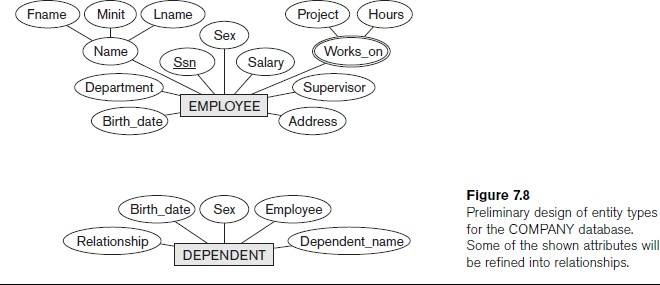 Fname
Minit
Lname
Project
Hours
Name
Sex
Works_on
Ssn
Salary
Department
Supervisor
EMPLOYEE
Birth_date
Address
Birth_date
Sex
Employee
Relationship
Dependent_name
DEPENDENT
Figure 7.8
Preliminary design of entity types
for the COMPANY database.
Some of the shown attributes will
be refined into relationships.